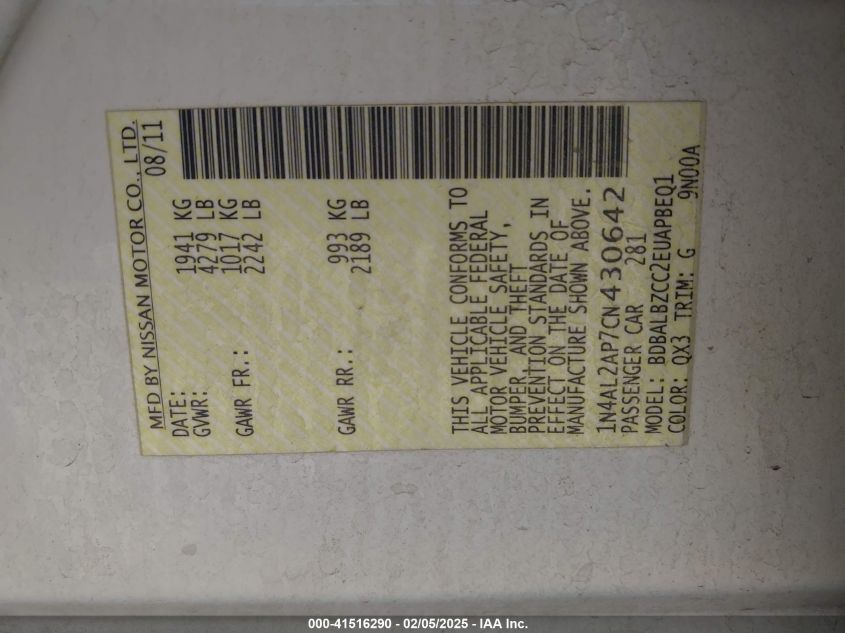 MFD BY NISSAN MOTOR CO., LTD.
DATE: 08/11
GVWR: 1941 KG
4279 LB
GAWR FR.: 1017 KG
2242 LB
GAWR RR.: 993 KG
2189 LB
THIS VEHICLE CONFORMS TO
ALL APPLICABLE FEDERAL
MOTOR VEHICLE SAFETY,
BUMPER, AND THEFT
PREVENTION STANDARDS IN
EFFECT ON THE DATE OF
MANUFACTURE SHOWN ABOVE.
1N4AL2AP7CN430642
PASSENGER CAR 281
MODEL: BDBALBZCC2EUAPBEQ1
COLOR: QX3 TRIM: G 9N00A
000-41516290 - 02/05/2025 - IAA Inc.